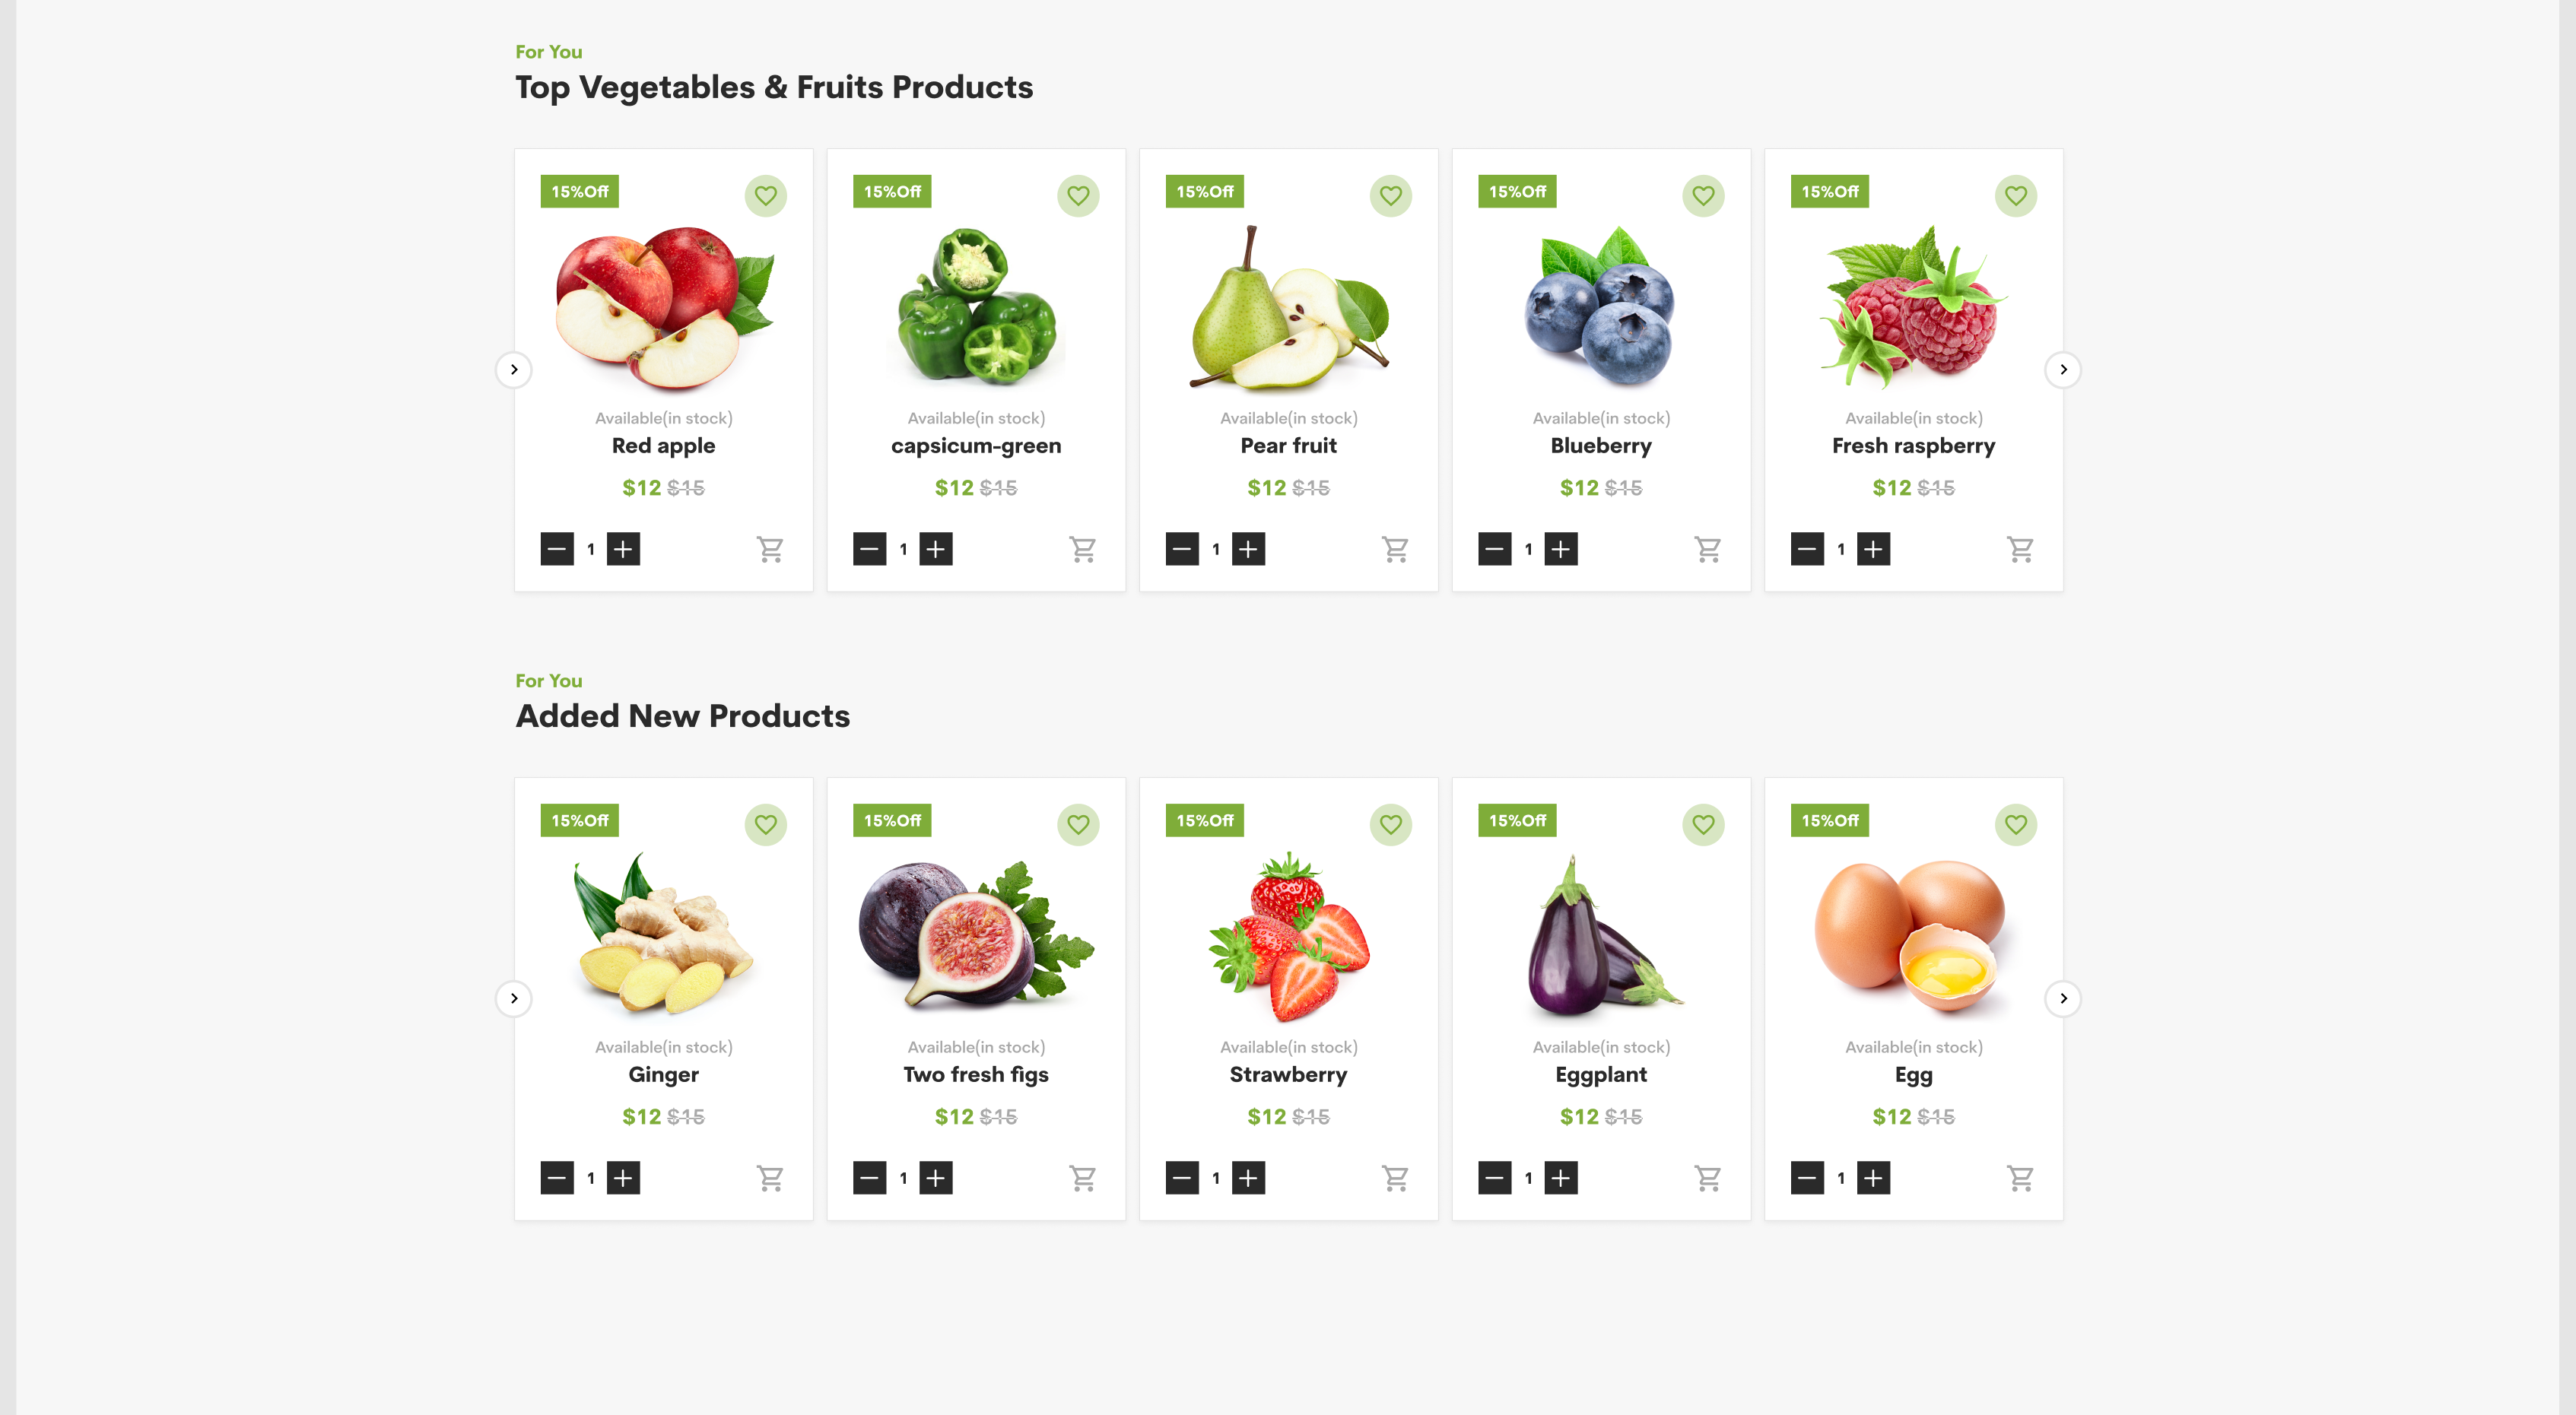 For You
Top Vegetables & Fruits Products
15%Off
15%Off
15%Off
15%Off
15%Off
Available(in stock)
Available(in stock)
Available(in stock)
Available(in stock)
Available(in stock)
Red apple
capsicum-green
Pear fruit
Blueberry
Fresh raspberry
$12 $15
$12 $15
$12 $15
$12 $15
$12 $15
1
1
1
1
1
For You
Added New Products
15%Off
15%Off
15%Off
15%Off
15%Off
Available(in stock)
Available(in stock)
Available(in stock)
Available(in stock)
Available(in stock)
Ginger
Two fresh figs
Strawberry
Eggplant
Egg
$12 $15
$12 $15
$12 $15
$12 $15
$12 $15
1
1
1
1
1